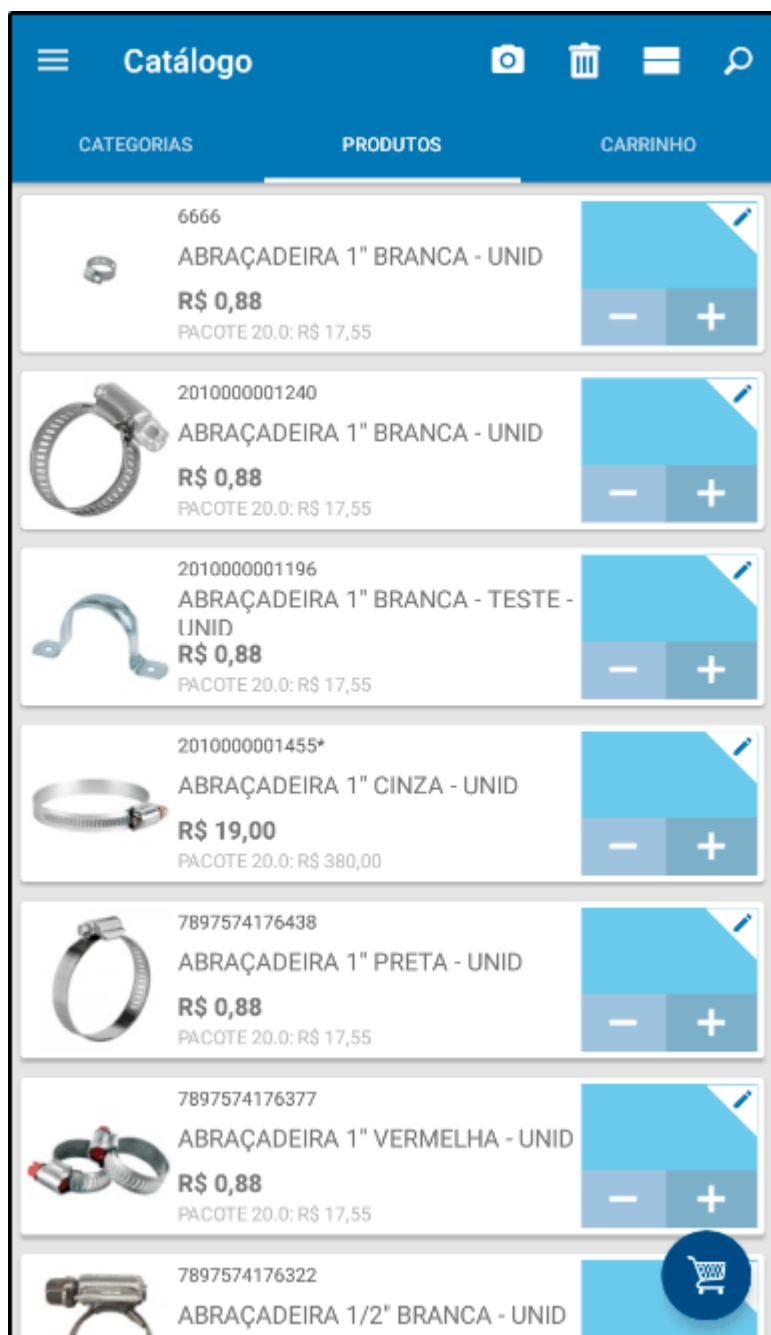 Catálogo
CATEGORIAS PRODUTOS CARRINHO
6666
ABRAÇADEIRA 1" BRANCA - UNID
R$ 0,88
PACOTE 20.0: R$ 17,55
2010000001240
ABRAÇADEIRA 1" BRANCA - UNID
R$ 0,88
PACOTE 20.0: R$ 17,55
2010000001196
ABRAÇADEIRA 1" BRANCA - TESTE -
UNID
R$ 0,88
PACOTE 20.0: R$ 17,55
2010000001455*
ABRAÇADEIRA 1" CINZA - UNID
R$ 19,00
PACOTE 20.0: R$ 380,00
7897574176438
ABRAÇADEIRA 1" PRETA - UNID
R$ 0,88
PACOTE 20.0: R$ 17,55
7897574176377
ABRAÇADEIRA 1" VERMELHA - UNID
R$ 0,88
PACOTE 20.0: R$ 17,55
7897574176322
ABRAÇADEIRA 1/2" BRANCA - UNID